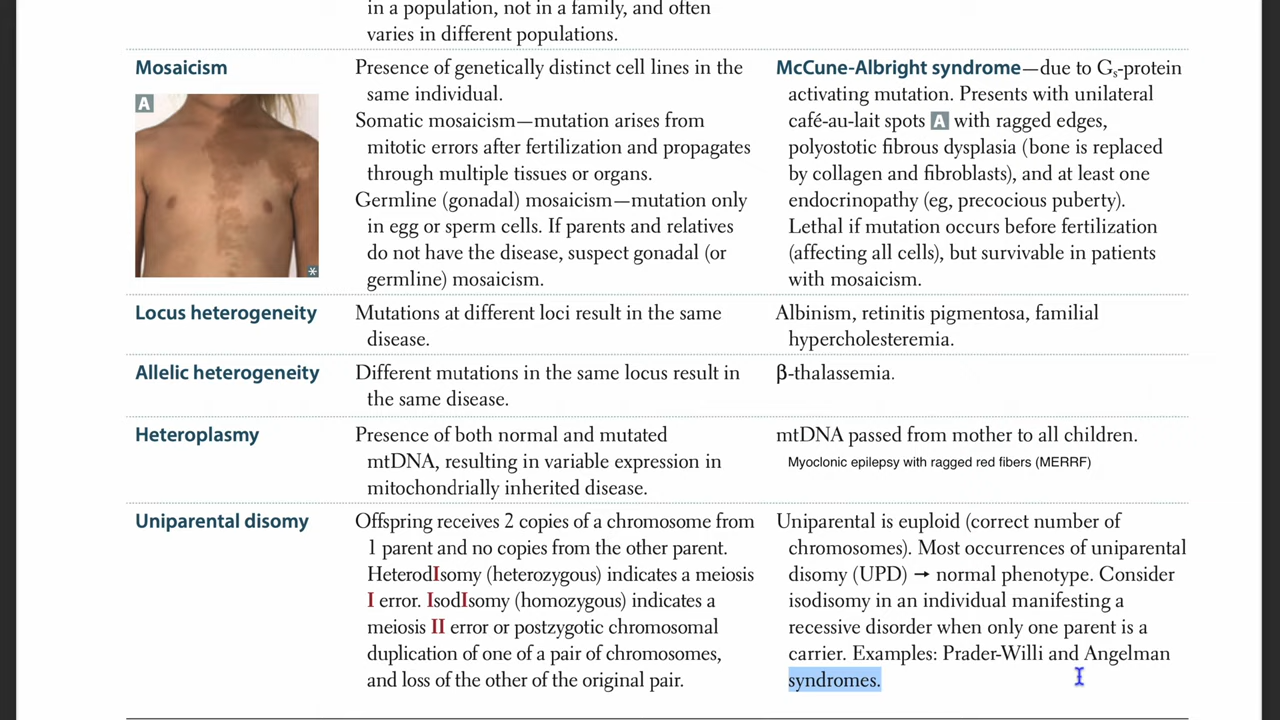 in a population, not in a family, and often
varies in different populations.
Mosaicism
A
*
Presence of genetically distinct cell lines in the
same individual.
Somatic mosaicism—mutation arises from
mitotic errors after fertilization and propagates
through multiple tissues or organs.
Germline (gonadal) mosaicism—mutation only
in egg or sperm cells. If parents and relatives
do not have the disease, suspect gonadal (or
germline) mosaicism.
McCune-Albright syndrome—due to Gs-protein
activating mutation. Presents with unilateral
café-au-lait spots A with ragged edges,
polyostotic fibrous dysplasia (bone is replaced
by collagen and fibroblasts), and at least one
endocrinopathy (eg, precocious puberty).
Lethal if mutation occurs before fertilization
(affecting all cells), but survivable in patients
with mosaicism.
Locus heterogeneity
Mutations at different loci result in the same
disease.
Albinism, retinitis pigmentosa, familial
hypercholesteremia.
Allelic heterogeneity
Different mutations in the same locus result in
the same disease.
β-thalassemia.
Heteroplasmy
Presence of both normal and mutated
mtDNA, resulting in variable expression in
mitochondrially inherited disease.
mtDNA passed from mother to all children.
Myoclonic epilepsy with ragged red fibers (MERRF)
Uniparental disomy
Offspring receives 2 copies of a chromosome from
1 parent and no copies from the other parent.
HeterodIsomy (heterozygous) indicates a meiosis
I error. IsodIsomy (homozygous) indicates a
meiosis II error or postzygotic chromosomal
duplication of one of a pair of chromosomes,
and loss of the other of the original pair.
Uniparental is euploid (correct number of
chromosomes). Most occurrences of uniparental
disomy (UPD) → normal phenotype. Consider
isodisomy in an individual manifesting a
recessive disorder when only one parent is a
carrier. Examples: Prader-Willi and Angelman
syndromes.